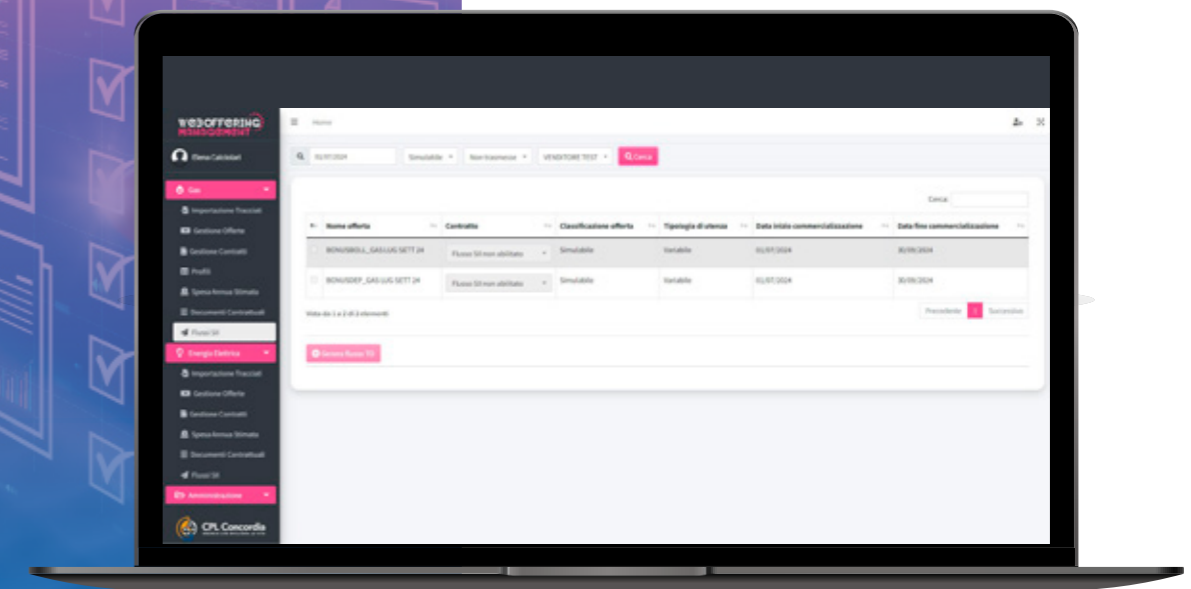 WEBOFFERING
MANAGEMENT
Home
Elena Calciolari
01/07/2024 Simulabile Non trasmesse VENDITORE TEST Cerca
Gas
Importazione Tracciati
Gestione Offerte
Gestione Contratti
Profili
Spesa Annua Stimata
Documenti Contrattuali
Flussi SII
Energia Elettrica
Importazione Tracciati
Gestione Offerte
Gestione Contratti
Spesa Annua Stimata
Documenti Contrattuali
Flussi SII
Amministrazione
CPL Concordia
Cerca:
Nome offerta Contratto Classificazione offerta Tipologia di utenza Data inizio commercializzazione Data fine commercializzazione
BONUSBOLL_GAS LUG SETT 24 Flusso SII non abilitato Simulabile Variabile 01/07/2024 30/09/2024
BONUSDEP_GAS LUG SETT 24 Flusso SII non abilitato Simulabile Variabile 01/07/2024 30/09/2024
Vista da 1 a 2 di 2 elementi
Precedente 1 Successivo
Genera flusso